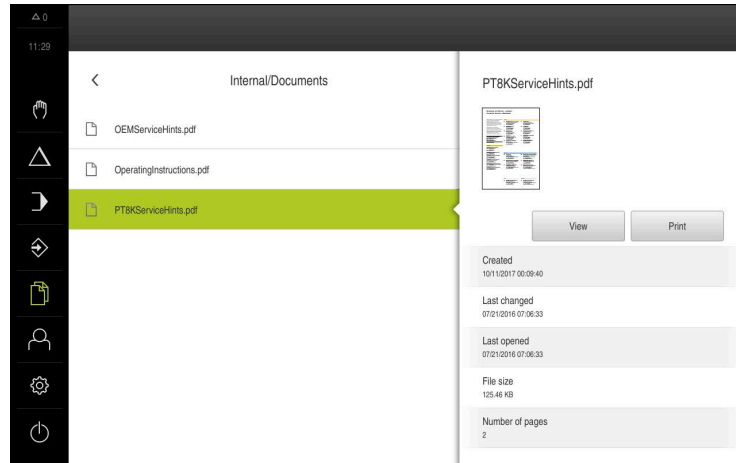 0
11:29
Internal/Documents
OEMServiceHints.pdf
OperatingInstructions.pdf
PT8KServiceHints.pdf
PT8KServiceHints.pdf
View Print
Created
10/11/2017 00:09:40
Last changed
07/21/2016 07:06:33
Last opened
07/21/2016 07:06:33
File size
125.46 KB
Number of pages
2